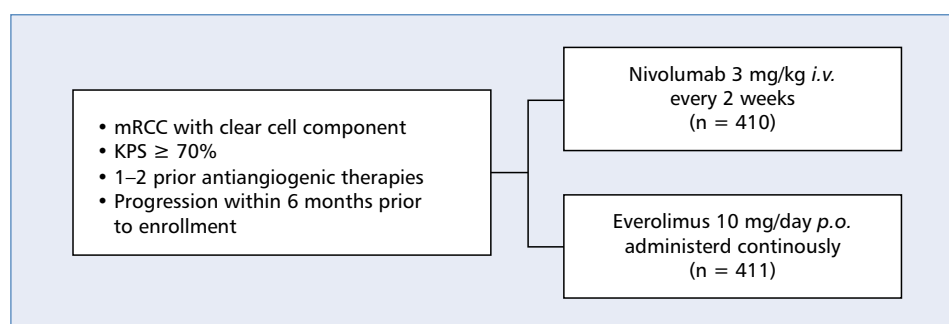 • mRCC with clear cell component
• KPS ≥ 70%
• 1–2 prior antiangiogenic therapies
• Progression within 6 months prior
to enrollment
Nivolumab 3 mg/kg i.v.
every 2 weeks
(n = 410)
Everolimus 10 mg/day p.o.
administerd continously
(n = 411)